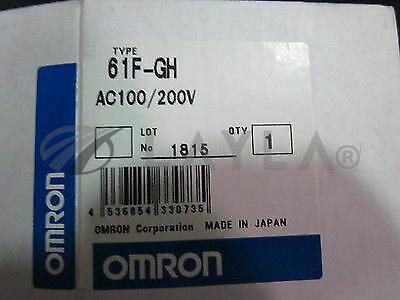 TYPE
61F-GH
AC100/200V
LOT
No 1815
QTY 1
4 536854 330735
OMRON Corporation MADE IN JAPAN
OMRON
OMRON